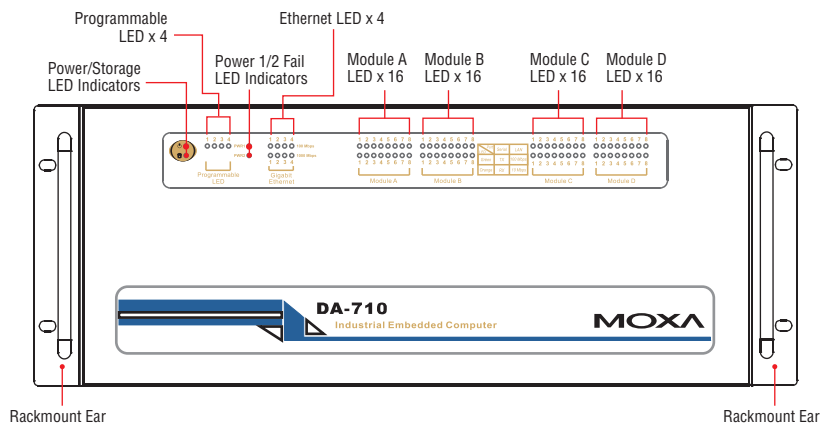 Programmable
LED x 4
Ethernet LED x 4
Power/Storage
LED Indicators
Power 1/2 Fail
LED Indicators
Module A
LED x 16
Module B
LED x 16
Module C
LED x 16
Module D
LED x 16
1 2 3 4
PWR1
PWR2
1 2 3 4
100 Mbps
1000 Mbps
1 2 3 4
1 2 3 4 5 6 7 8
1 2 3 4 5 6 7 8
1 2 3 4 5 6 7 8
1 2 3 4 5 6 7 8
1 2 3 4 5 6 7 8
1 2 3 4 5 6 7 8
1 2 3 4 5 6 7 8
1 2 3 4 5 6 7 8
Serial LAN
Programmable
LED
Gigabit
Ethernet
Module A
Module B
Module C
Module D
DA-710
Industrial Embedded Computer
MOXA
Rackmount Ear
Rackmount Ear